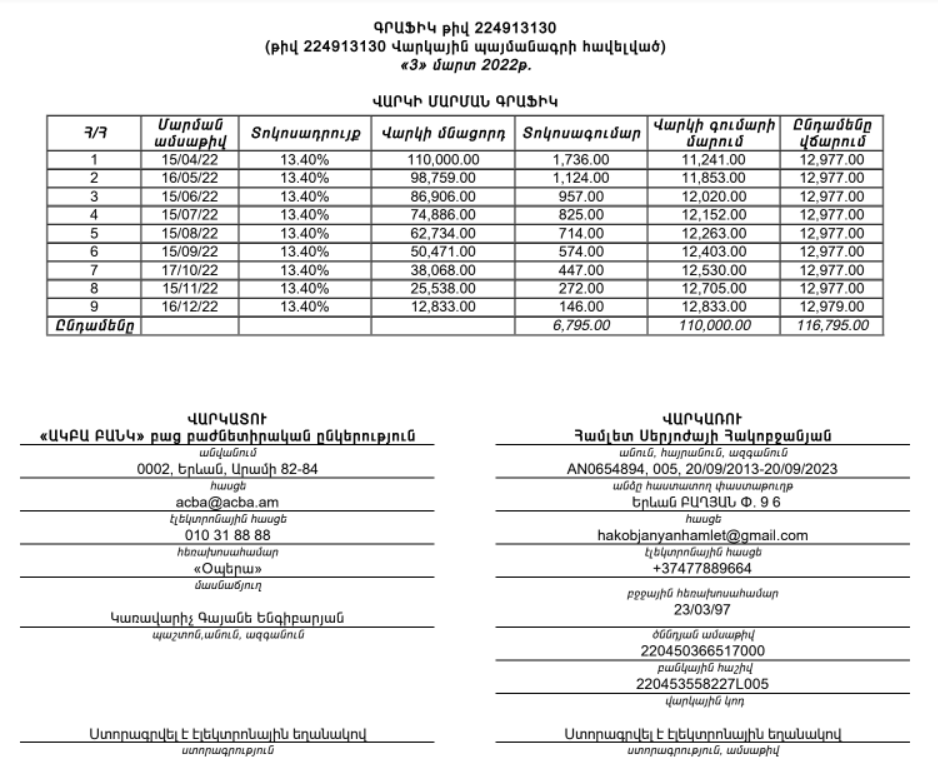 ԳՐԱՖԻԿ թիվ 224913130
(թիվ 224913130 Վարկային պայմանագրի հավելված)
«3» մարտ 2022թ.
ՎԱՐԿԻ ՄԱՐՄԱՆ ԳՐԱՖԻԿ
Հ/Հ Մարման ամսաթիվ Տոկոսադրույք Վարկի մնացորդ Տոկոսագումար Վարկի գումարի մարում Ընդամենը վճարում
1 15/04/22 13.40% 110,000.00 1,736.00 11,241.00 12,977.00
2 16/05/22 13.40% 98,759.00 1,124.00 11,853.00 12,977.00
3 15/06/22 13.40% 86,906.00 957.00 12,020.00 12,977.00
4 15/07/22 13.40% 74,886.00 825.00 12,152.00 12,977.00
5 15/08/22 13.40% 62,734.00 714.00 12,263.00 12,977.00
6 15/09/22 13.40% 50,471.00 574.00 12,403.00 12,977.00
7 17/10/22 13.40% 38,068.00 447.00 12,530.00 12,977.00
8 15/11/22 13.40% 25,538.00 272.00 12,705.00 12,977.00
9 16/12/22 13.40% 12,833.00 146.00 12,833.00 12,979.00
Ընդամենը 6,795.00 110,000.00 116,795.00
ՎԱՐԿԱՏՈՒ
«ԱԿԲԱ ԲԱՆԿ» բաց բաժնետիրական ընկերություն
անվանում
0002, Երևան, Արամի 82-84
հասցե
acba@acba.am
էլեկտրոնային հասցե
010 31 88 88
հեռախոսահամար
«Օպերա»
մասնաճյուղ
Կառավարիչ Գայանե Ենգիբարյան
պաշտոն,անուն, ազգանուն
Ստորագրվել է էլեկտրոնային եղանակով
ստորագրություն
ՎԱՐԿԱՌՈՒ
Համլետ Սերյոժայի Հակոբջանյան
անուն, հայրանուն, ազգանուն
AN0654894, 005, 20/09/2013-20/09/2023
անձը հաստատող փաստաթուղթ
Երևան ԲԱՂՅԱՆ Փ. 9 6
հասցե
hakobjanyanhamlet@gmail.com
էլեկտրոնային հասցե
+37477889664
բջջային հեռախոսահամար
23/03/97
ծննդյան ամսաթիվ
220450366517000
բանկային հաշիվ
220453558227L005
վարկային կոդ
Ստորագրվել է էլեկտրոնային եղանակով
ստորագրություն, ամսաթիվ